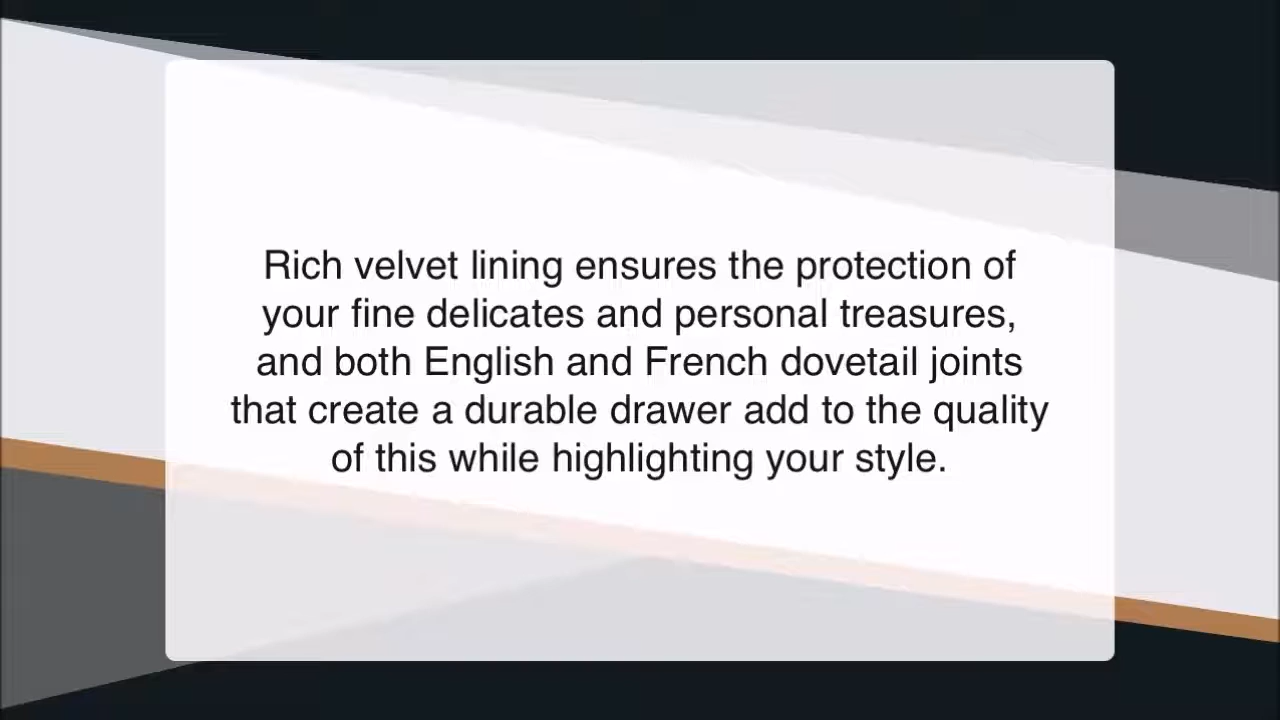 Rich velvet lining ensures the protection of
your fine delicates and personal treasures,
and both English and French dovetail joints
that create a durable drawer add to the quality
of this while highlighting your style.